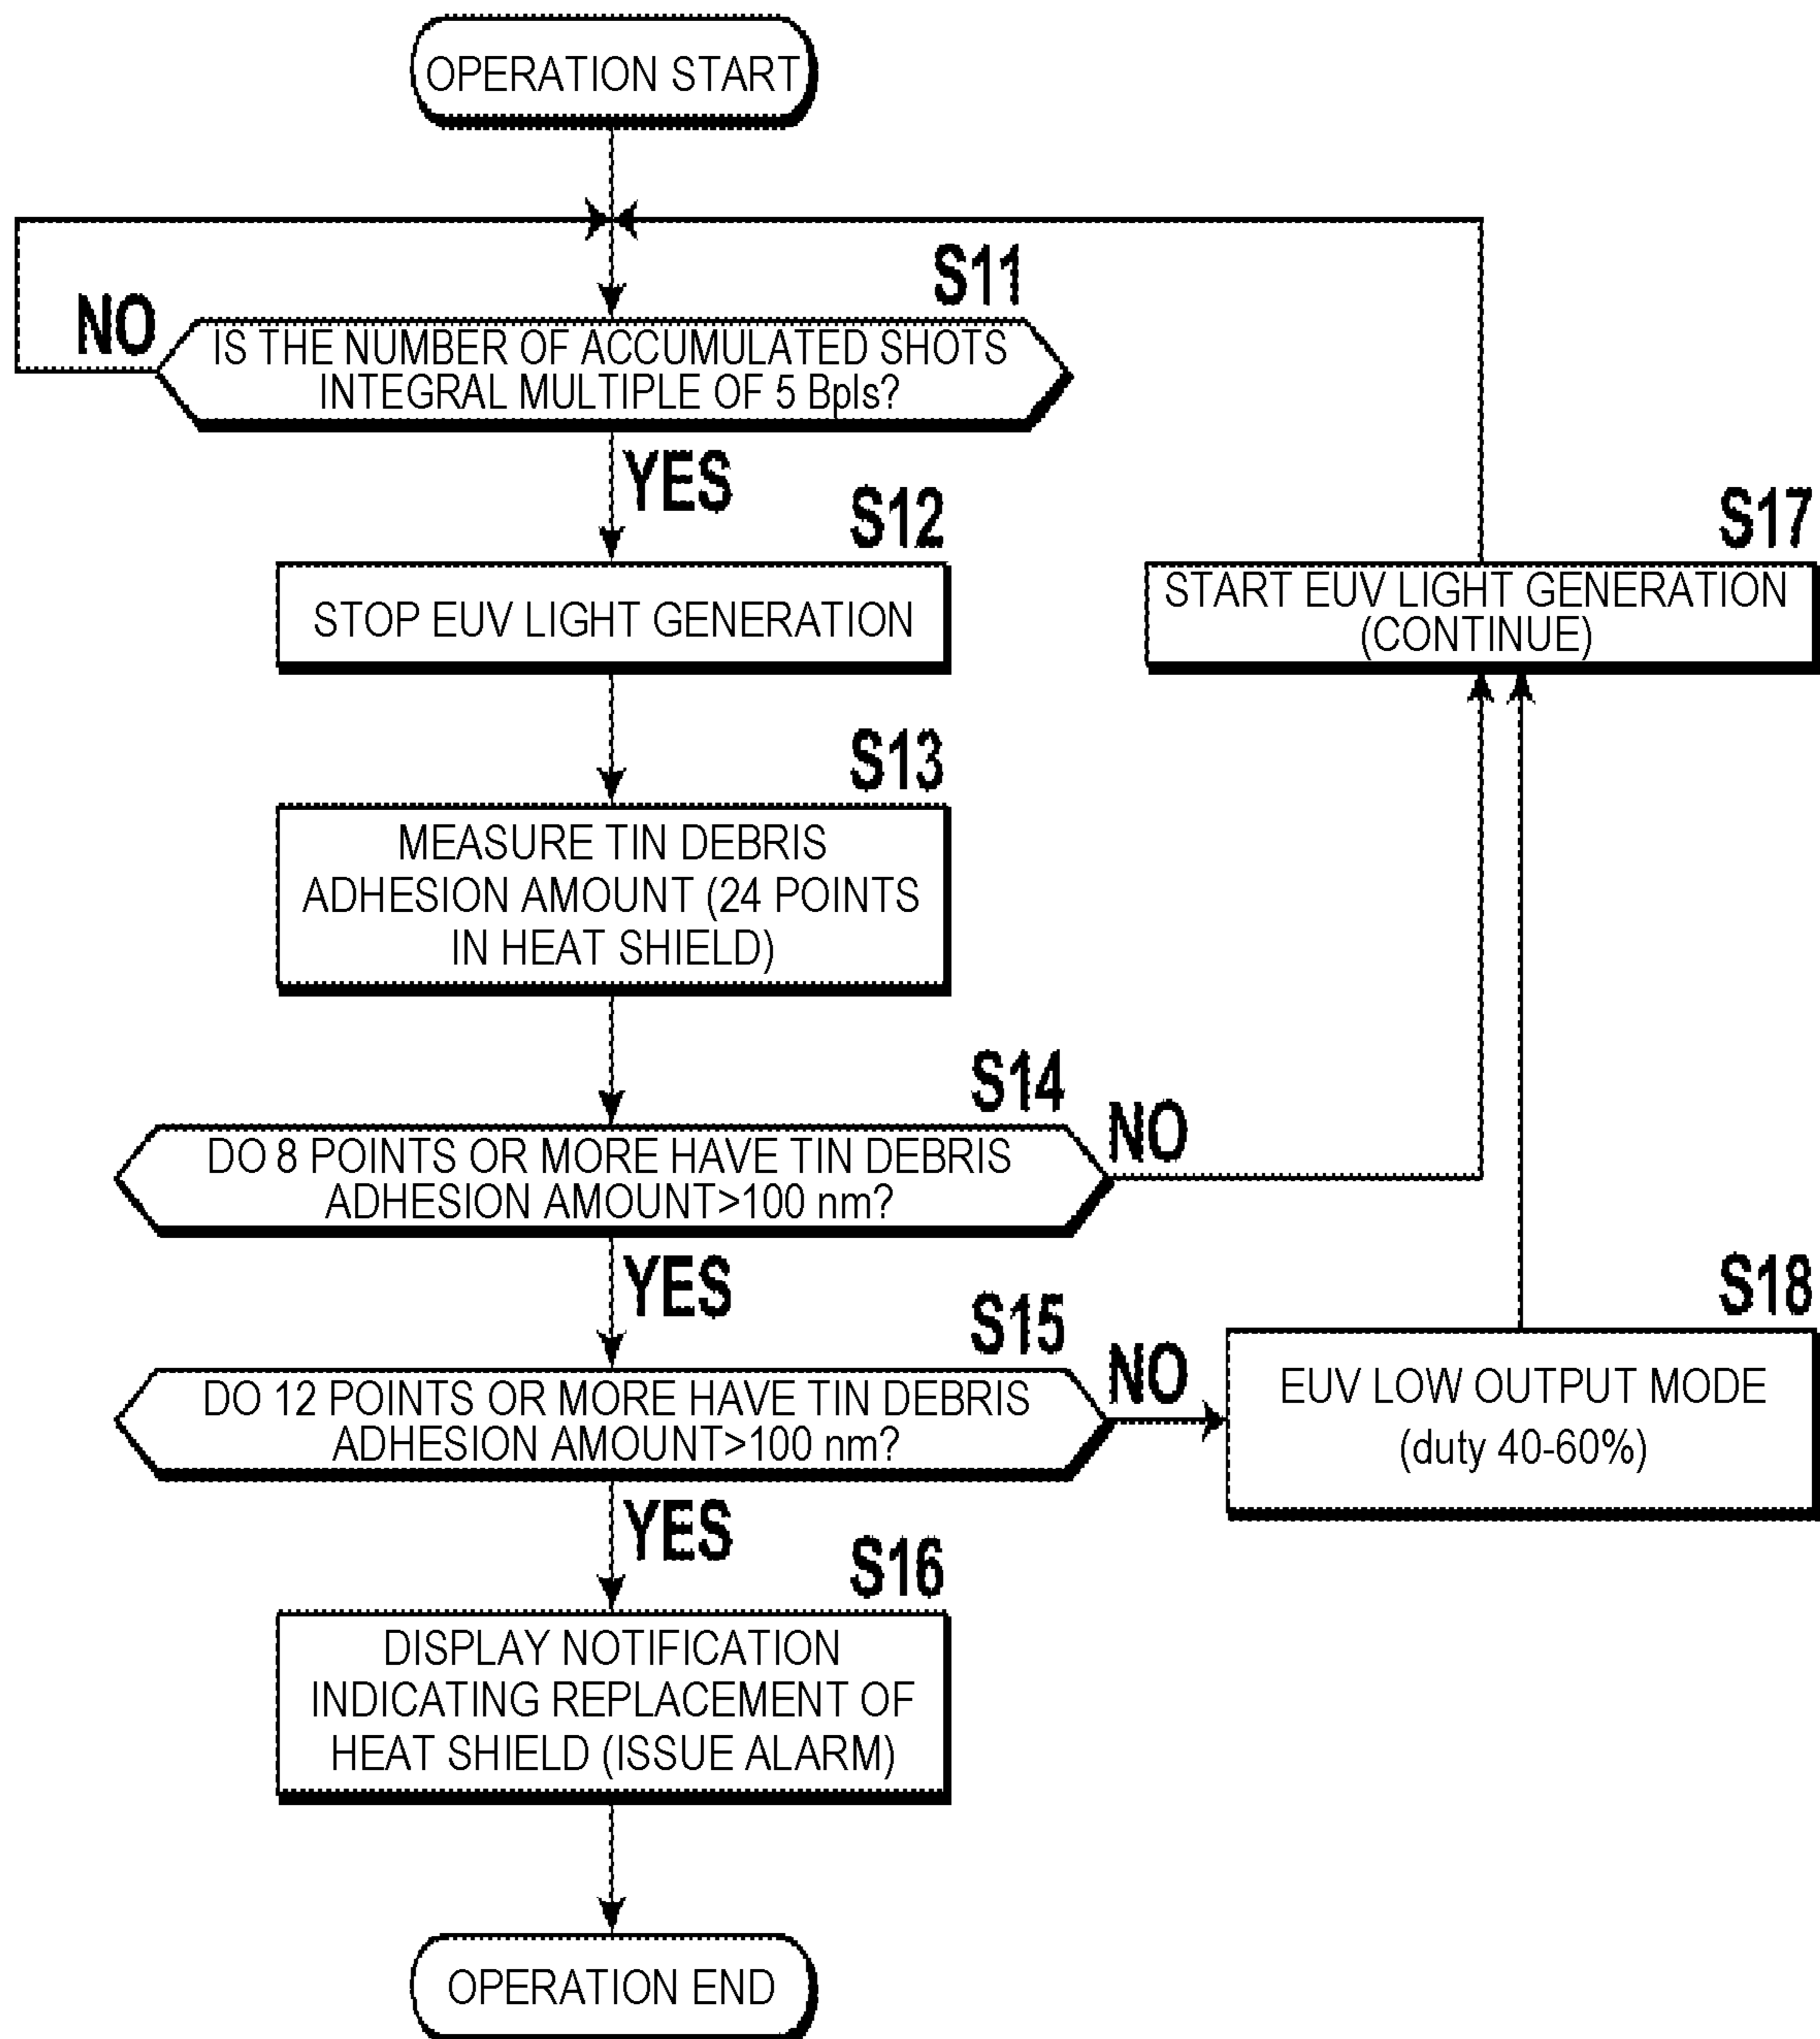 OPERATION START
S11
NO
IS THE NUMBER OF ACCUMULATED SHOTS
INTEGRAL MULTIPLE OF 5 Bpls?
YES
S12
STOP EUV LIGHT GENERATION
S17
START EUV LIGHT GENERATION
(CONTINUE)
S13
MEASURE TIN DEBRIS
ADHESION AMOUNT (24 POINTS
IN HEAT SHIELD)
S14
NO
DO 8 POINTS OR MORE HAVE TIN DEBRIS
ADHESION AMOUNT>100 nm?
YES
S15
NO
DO 12 POINTS OR MORE HAVE TIN DEBRIS
ADHESION AMOUNT>100 nm?
S18
EUV LOW OUTPUT MODE
(duty 40-60%)
YES
S16
DISPLAY NOTIFICATION
INDICATING REPLACEMENT OF
HEAT SHIELD (ISSUE ALARM)
OPERATION END